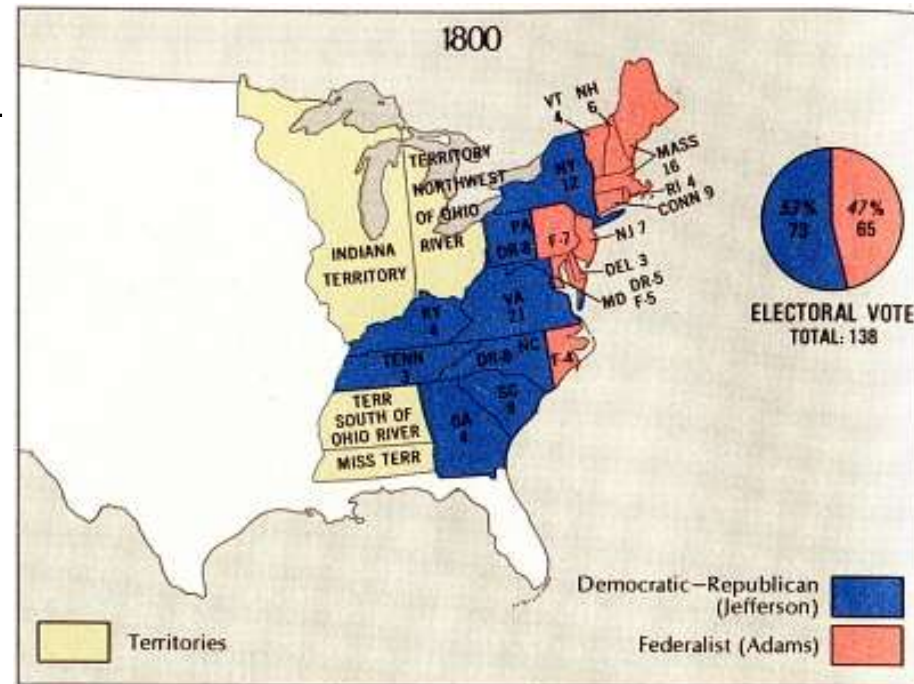 1800
VT
4
NH
6
MASS
16
RI 4
CONN 9
NY
12
TERRITORY
NORTHWEST
OF OHIO
RIVER
INDIANA
TERRITORY
PA
DR-8
F-7
NJ 7
DEL 3
MD DR-5
F-5
VA
21
KY
4
TENN
3
DR-8
NC
F-4
SC
8
GA
4
TERR
SOUTH OF
OHIO RIVER
MISS TERR
53%
73
47%
65
ELECTORAL VOTE
TOTAL: 138
Democratic–Republican
(Jefferson)
Federalist (Adams)
Territories